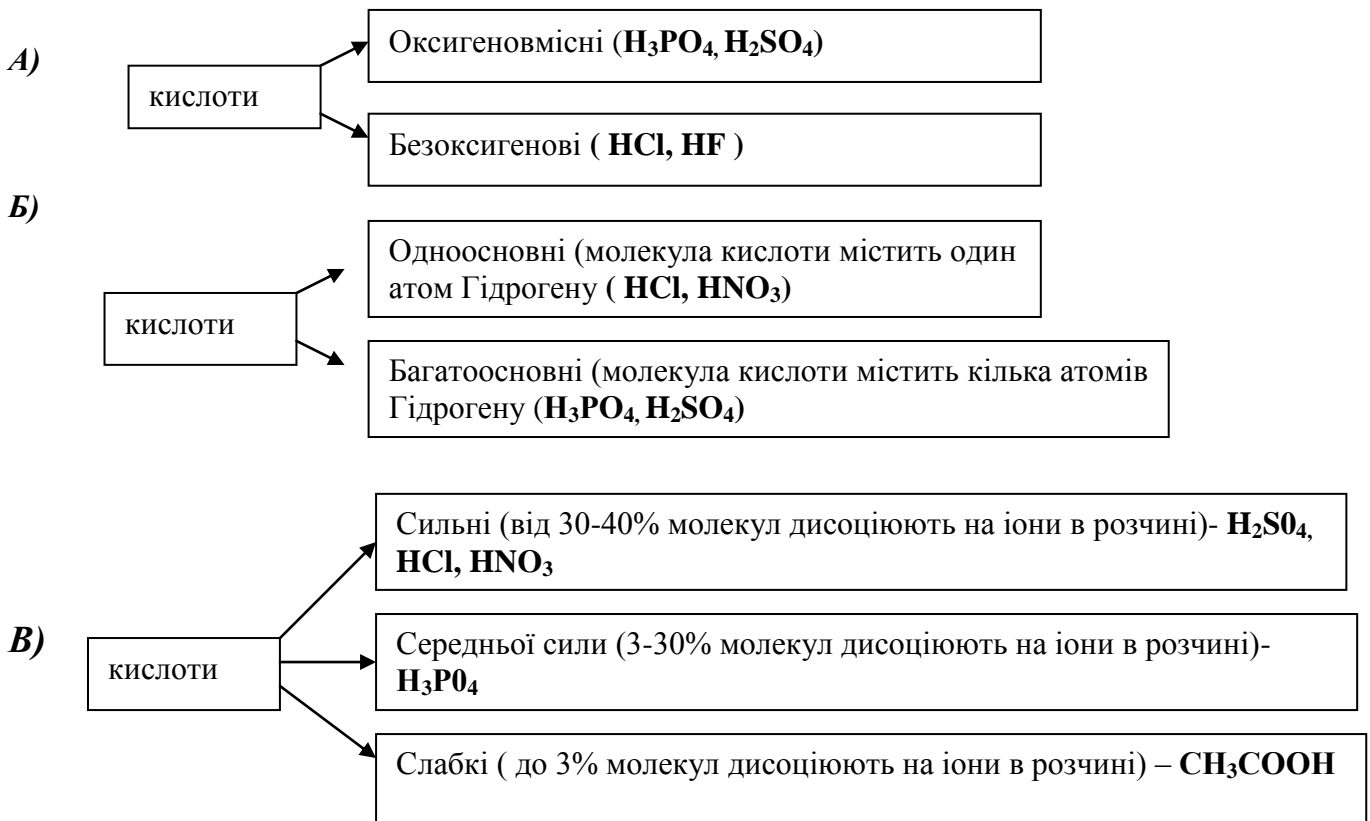 А)
кислоти
Оксигеновмісні (H₃PO₄, H₂SO₄)
Безоксигенові ( HCl, HF )
Б)
кислоти
Одноосновні (молекула кислоти містить один
атом Гідрогену ( HCl, HNO₃)
Багатоосновні (молекула кислоти містить кілька атомів
Гідрогену (H₃PO₄, H₂SO₄)
В)
кислоти
Сильні (від 30-40% молекул дисоціюють на іони в розчині)- H₂S0₄,
HCl, HNO₃
Середньої сили (3-30% молекул дисоціюють на іони в розчині)-
H₃P0₄
Слабкі ( до 3% молекул дисоціюють на іони в розчині) – CH₃COOH